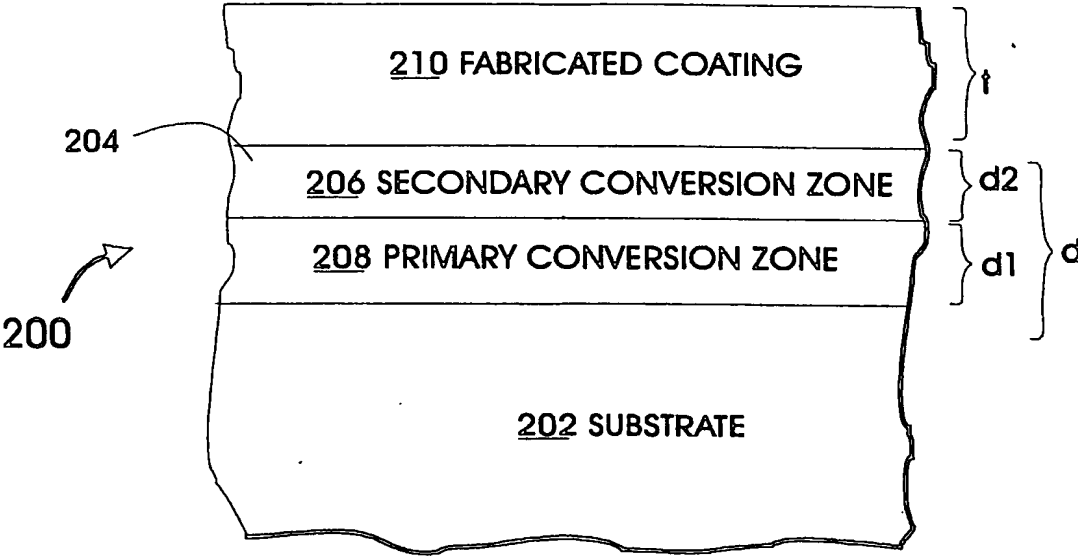 210 FABRICATED COATING
t
204
206 SECONDARY CONVERSION ZONE
d2
208 PRIMARY CONVERSION ZONE
d1
d
200
202 SUBSTRATE